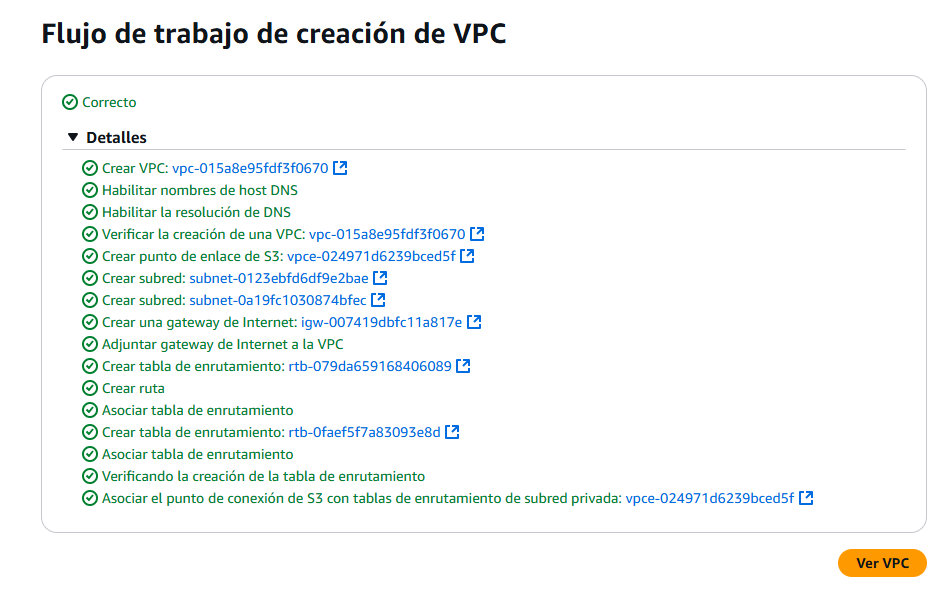 Flujo de trabajo de creación de VPC
Correcto
Detalles
Crear VPC: vpc-015a8e95fdf3f0670
Habilitar nombres de host DNS
Habilitar la resolución de DNS
Verificar la creación de una VPC: vpc-015a8e95fdf3f0670
Crear punto de enlace de S3: vpce-024971d6239bced5f
Crear subred: subnet-0123ebfd6df9e2bae
Crear subred: subnet-0a19fc1030874bfec
Crear una gateway de Internet: igw-007419dbfc11a817e
Adjuntar gateway de Internet a la VPC
Crear tabla de enrutamiento: rtb-079da659168406089
Crear ruta
Asociar tabla de enrutamiento
Crear tabla de enrutamiento: rtb-0faef5f7a83093e8d
Asociar tabla de enrutamiento
Verificando la creación de la tabla de enrutamiento
Asociar el punto de conexión de S3 con tablas de enrutamiento de subred privada: vpce-024971d6239bced5f
Ver VPC